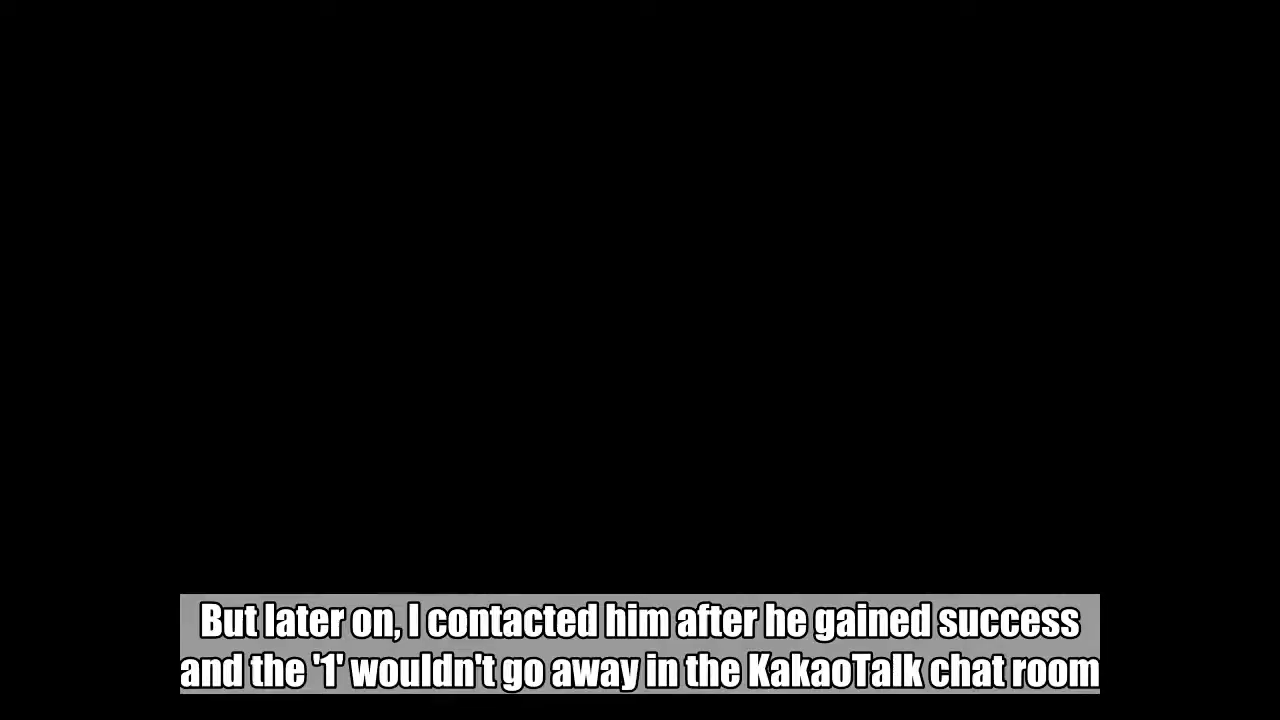 But later on, I contacted him after he gained success
and the '1' wouldn't go away in the KakaoTalk chat room